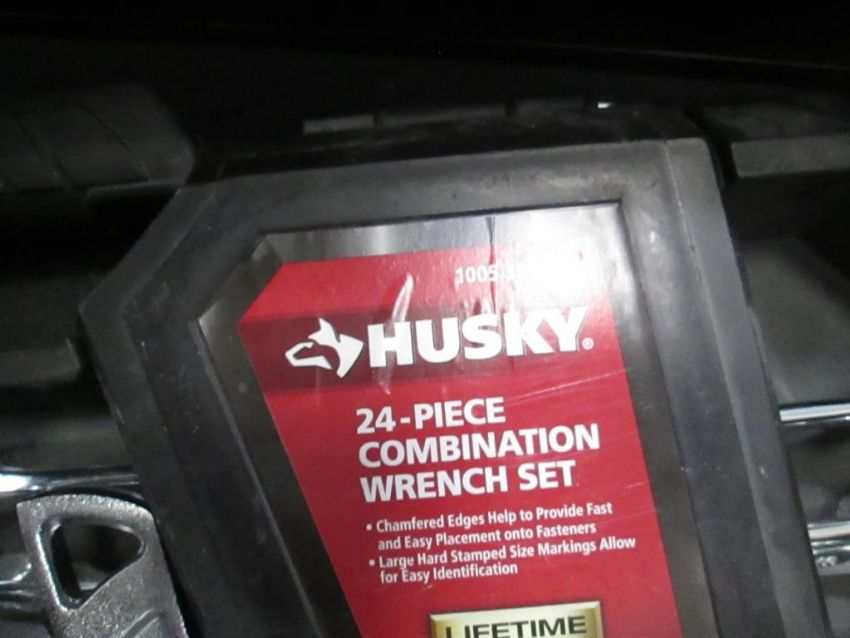 HUSKY®
24-PIECE
COMBINATION
WRENCH SET
• Chamfered Edges Help to Provide Fast
and Easy Placement onto Fasteners
• Large Hard Stamped Size Markings Allow
for Easy Identification
LIFETIME